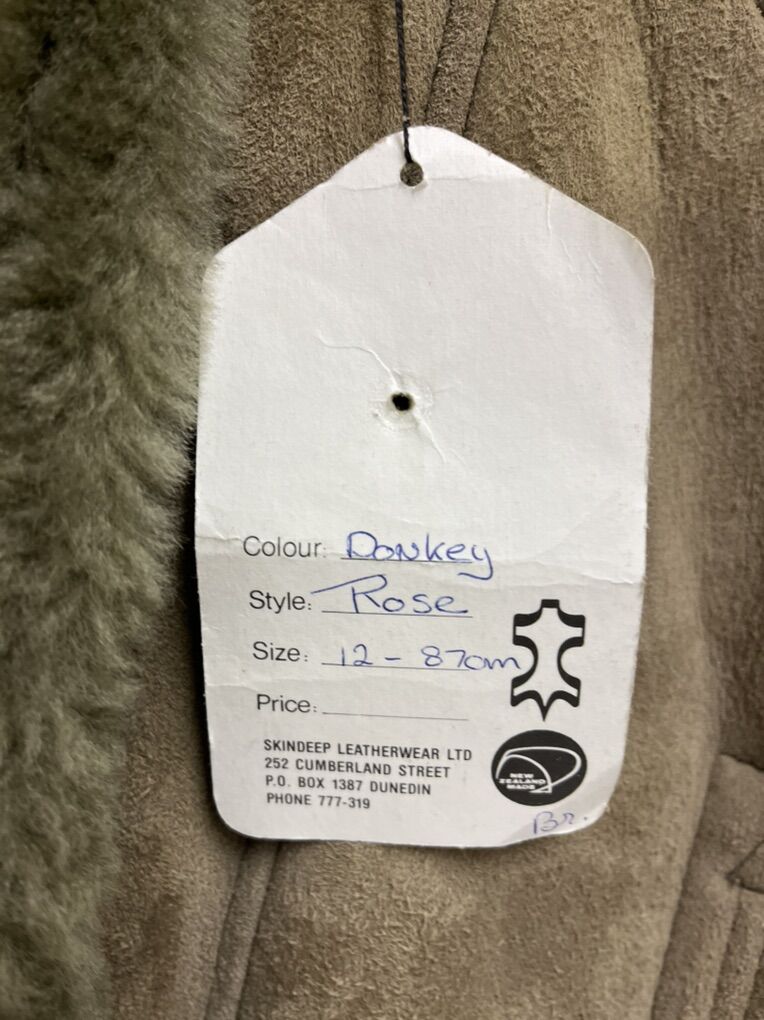 Colour: Donkey
Style: Rose
Size: 12 - 87cm
Price:
SKINDEEP LEATHERWEAR LTD
252 CUMBERLAND STREET
P.O. BOX 1387 DUNEDIN
PHONE 777-319
NEW
ZEALAND
MADE
Br.